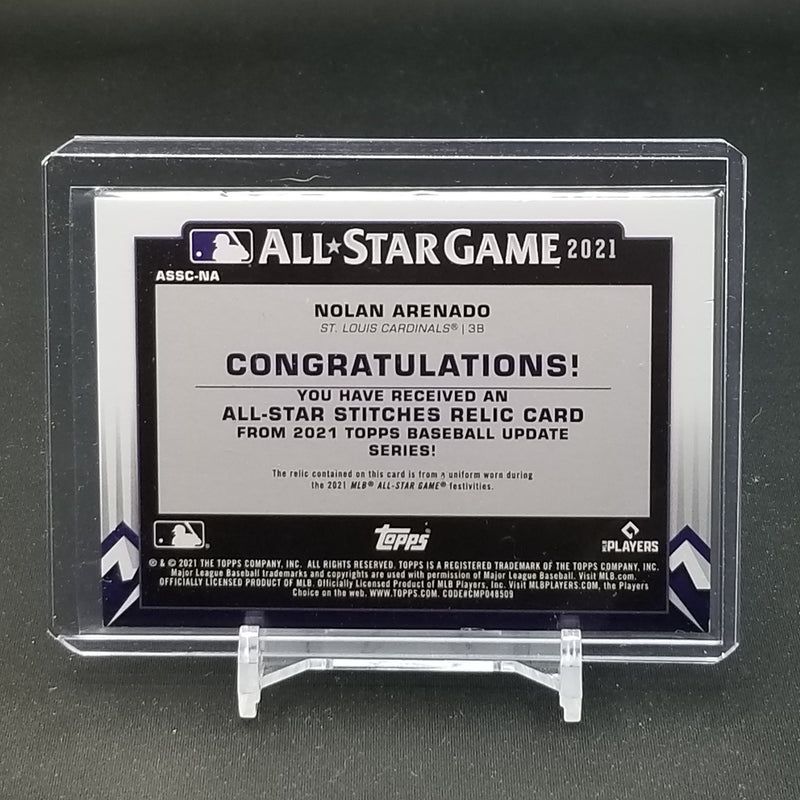 ALL★STAR GAME 2021
ASSC-NA
NOLAN ARENADO
ST. LOUIS CARDINALS® | 3B
CONGRATULATIONS!
YOU HAVE RECEIVED AN
ALL-STAR STITCHES RELIC CARD
FROM 2021 TOPPS BASEBALL UPDATE
SERIES!
The relic contained on this card is from a uniform worn during
the 2021 MLB® ALL-STAR GAME® festivities.
topps
MLB PLAYERS
® & © 2021 THE TOPPS COMPANY, INC. ALL RIGHTS RESERVED. TOPPS IS A REGISTERED TRADEMARK OF THE TOPPS COMPANY, INC.
Major League Baseball trademarks and copyrights are used with permission of Major League Baseball. Visit MLB.com.
OFFICIALLY LICENSED PRODUCT OF MLB. Officially Licensed Product of MLB Players, Inc. Visit MLBPLAYERS.COM, the Players
Choice on the web. WWW.TOPPS.COM. CODE#CMP048509